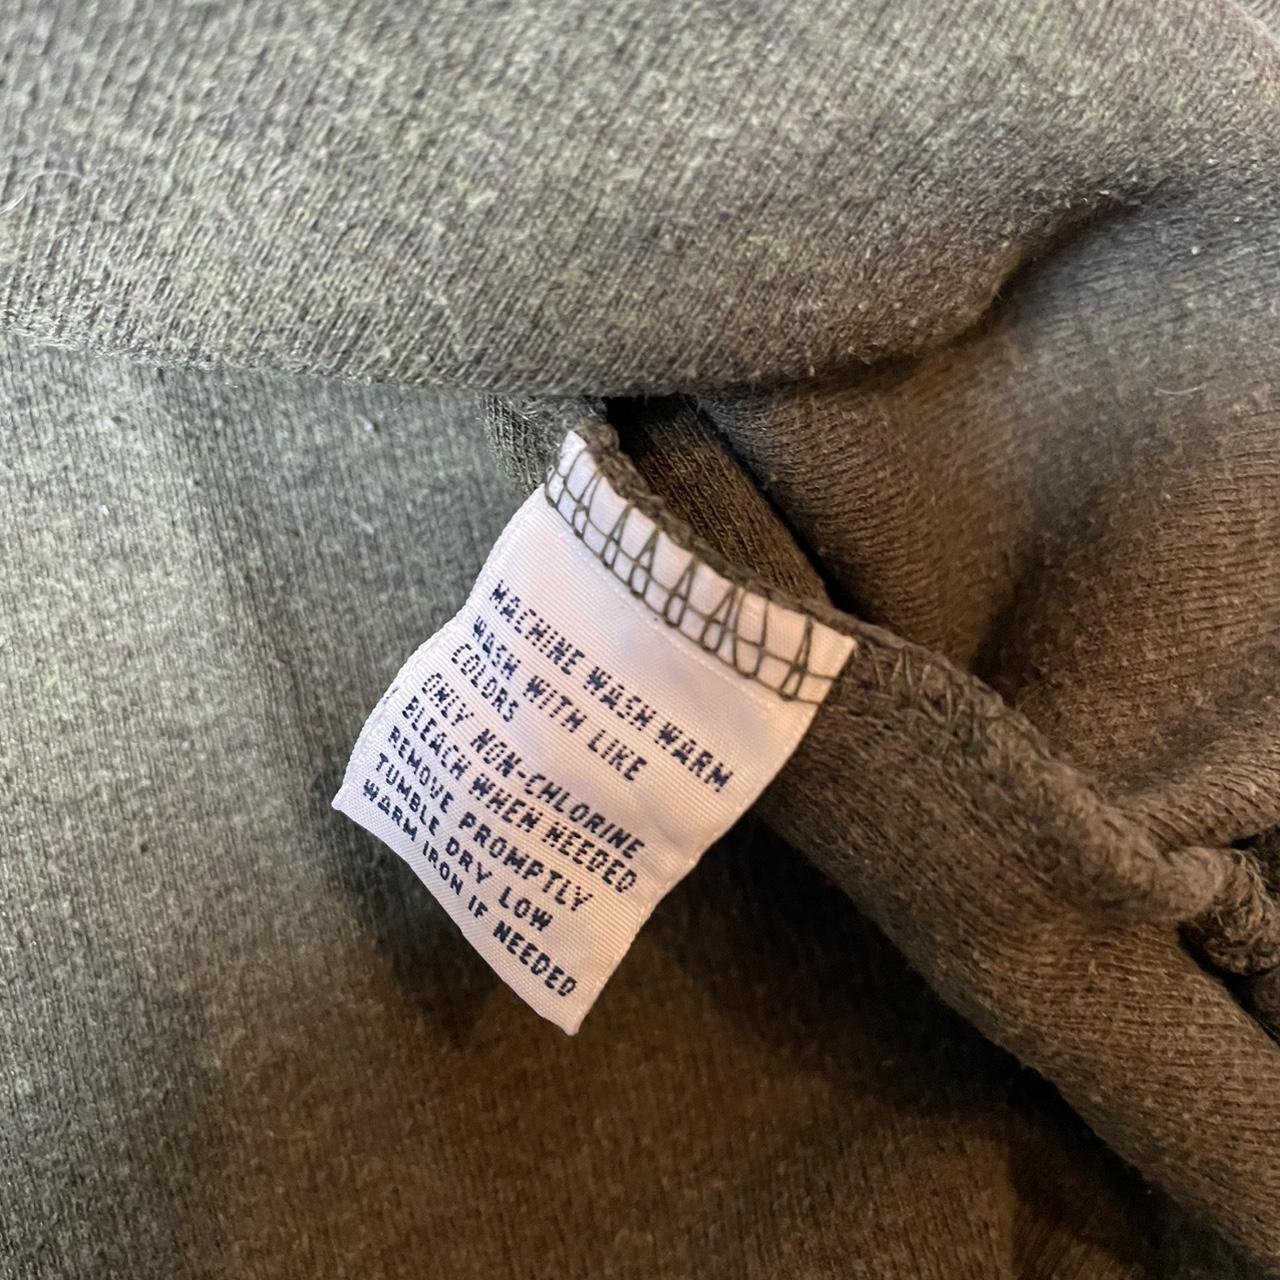 MACHINE WASH WARM
WASH WITH LIKE
COLORS
ONLY NON-CHLORINE
BLEACH WHEN NEEDED
REMOVE PROMPTLY
TUMBLE DRY LOW
WARM IRON IF NEEDED